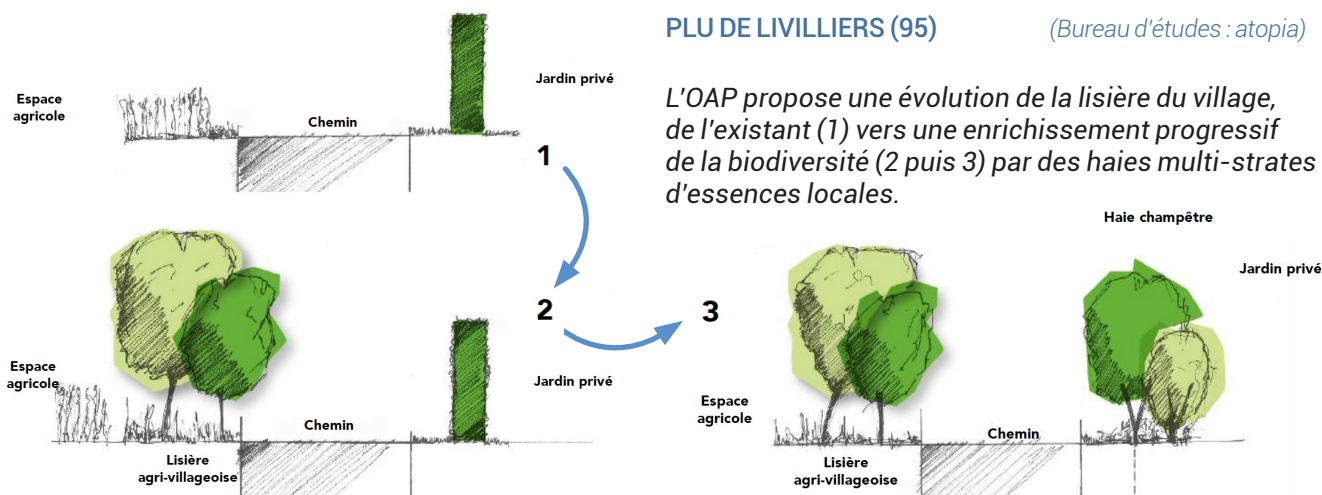 PLU DE LIVILLIERS (95)
(Bureau d'études : atopia)
L'OAP propose une évolution de la lisière du village,
de l'existant (1) vers une enrichissement progressif
de la biodiversité (2 puis 3) par des haies multi-strates
d'essences locales.
Espace
agricole
Chemin
Jardin privé
1
Espace
agricole
Lisière
agri-villageoise
Chemin
Jardin privé
2
3
Espace
agricole
Lisière
agri-villageoise
Chemin
Haie champêtre
Jardin privé